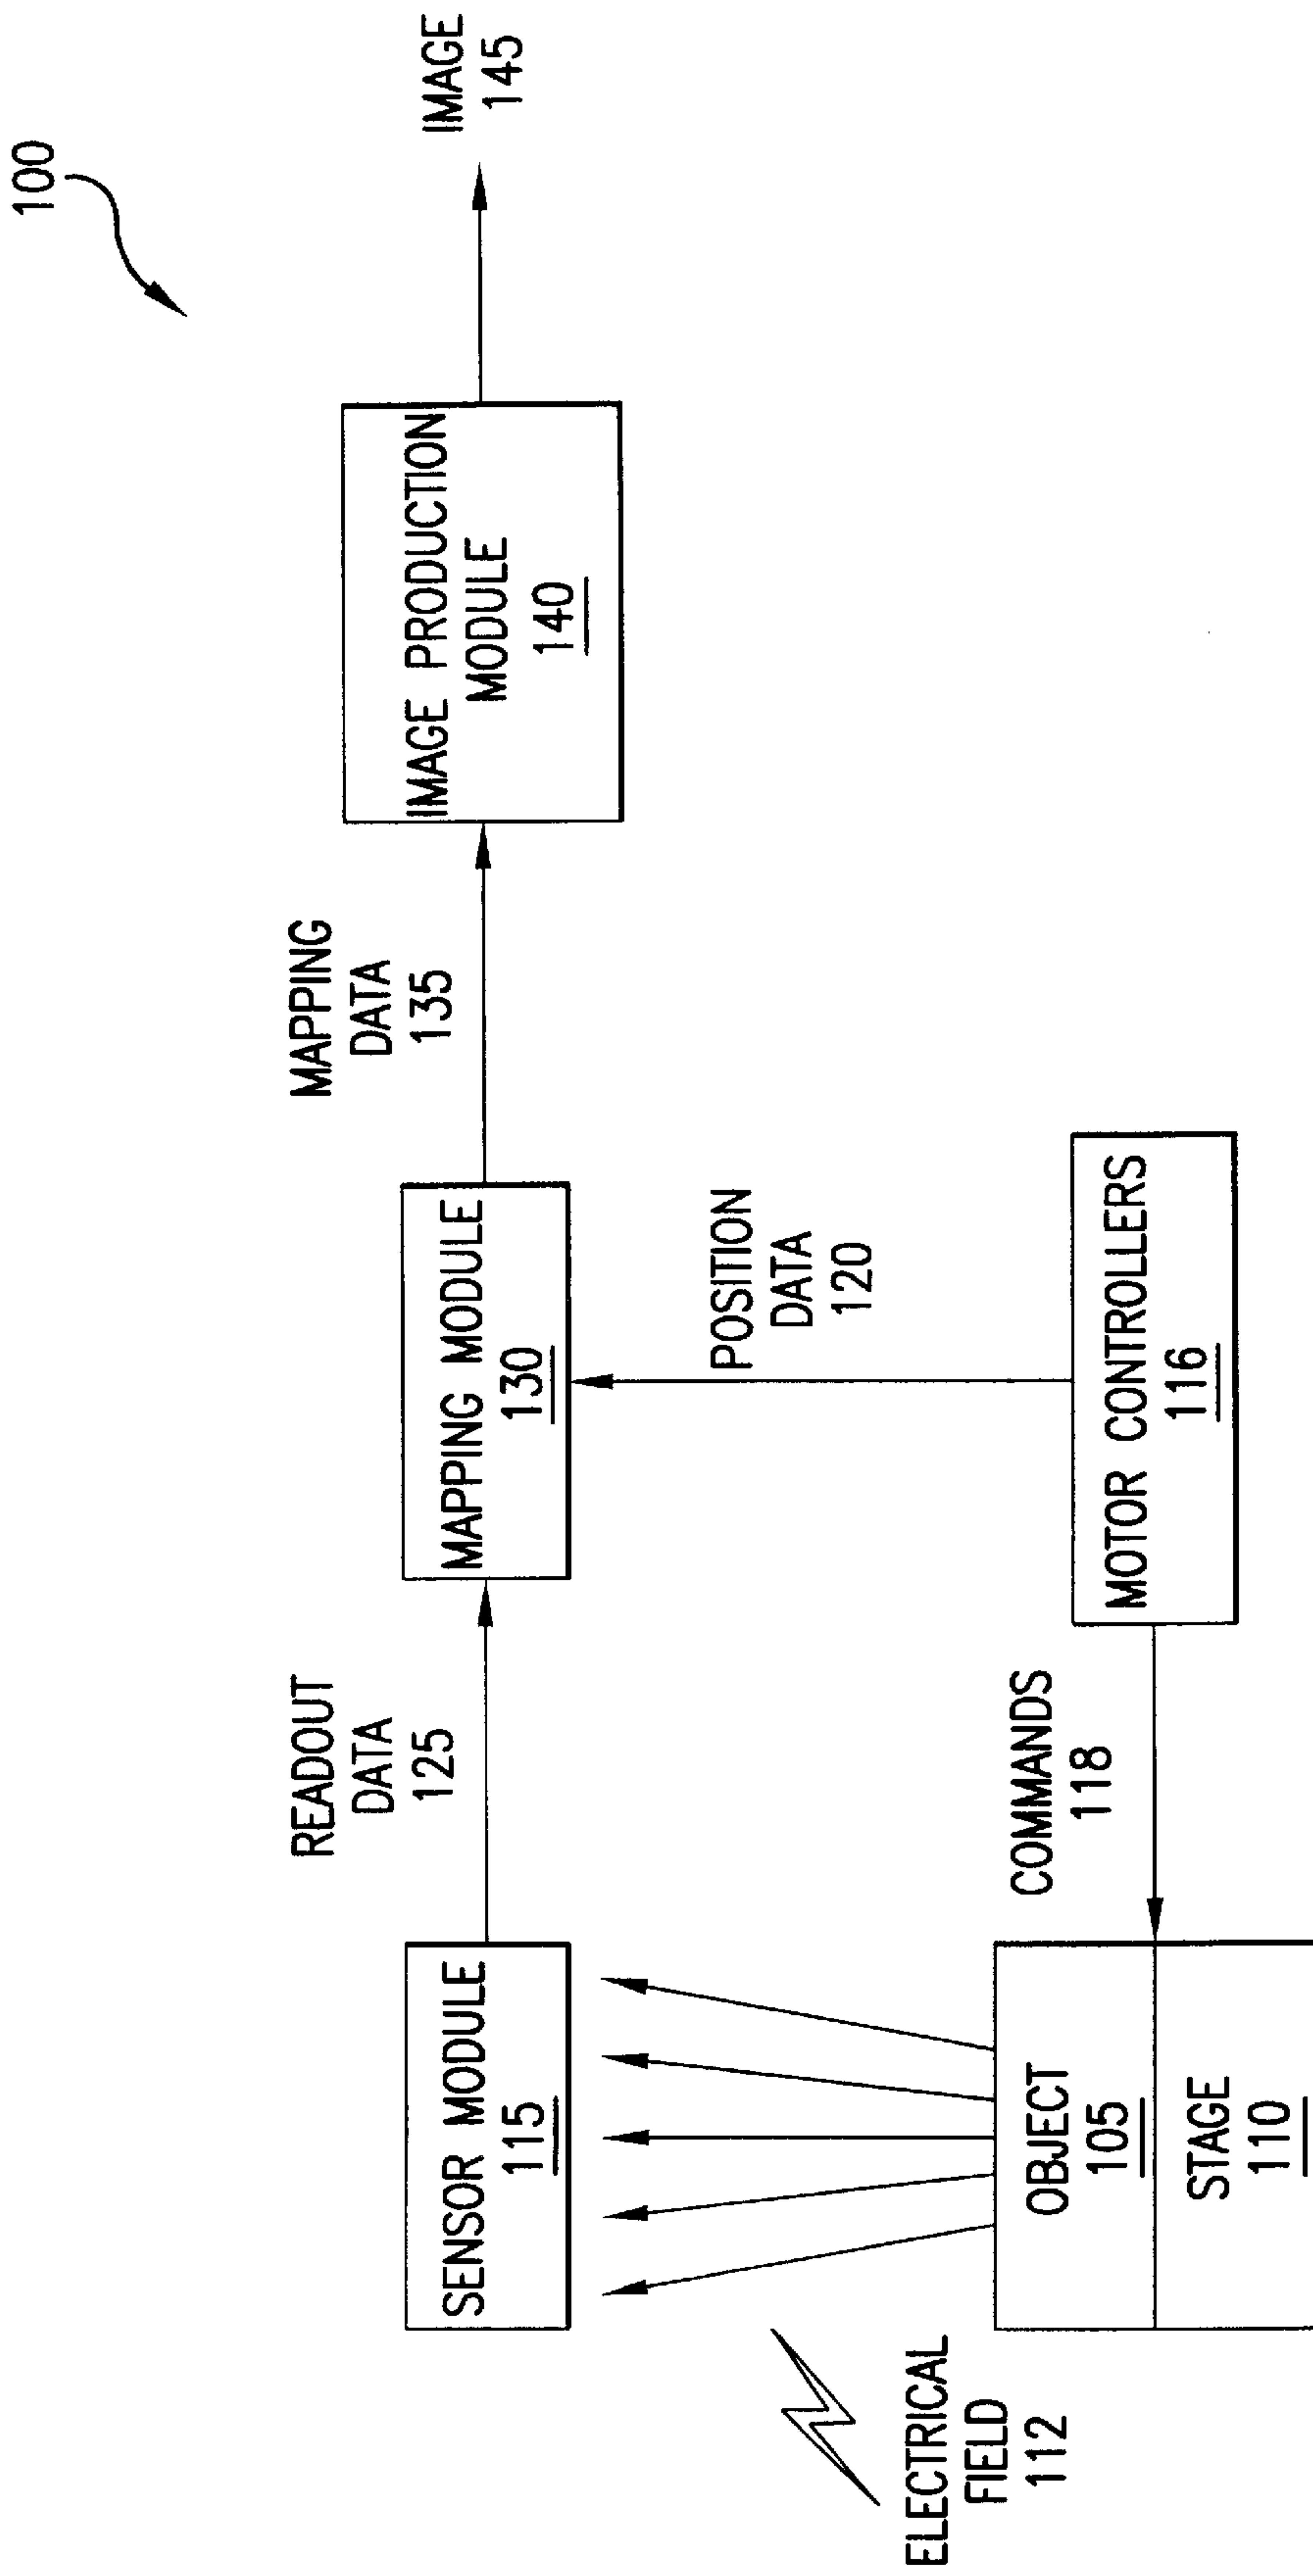 100
SENSOR MODULE
115
READOUT
DATA
125
MAPPING MODULE
130
MAPPING
DATA
135
IMAGE PRODUCTION
MODULE
140
IMAGE
145
ELECTRICAL
FIELD
112
POSITION
DATA
120
OBJECT
105
STAGE
110
COMMANDS
118
MOTOR CONTROLLERS
116